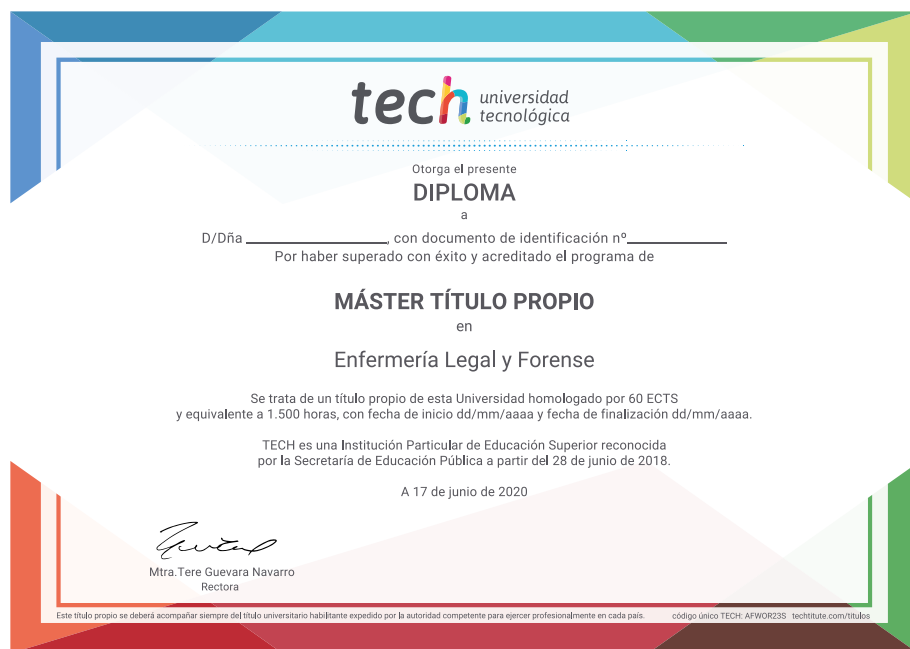 tech universidad
tecnológica
Otorga el presente
DIPLOMA
a
D/Dña ________________, con documento de identificación nº____________
Por haber superado con éxito y acreditado el programa de
MÁSTER TÍTULO PROPIO
en
Enfermería Legal y Forense
Se trata de un título propio de esta Universidad homologado por 60 ECTS
y equivalente a 1.500 horas, con fecha de inicio dd/mm/aaaa y fecha de finalización dd/mm/aaaa.
TECH es una Institución Particular de Educación Superior reconocida
por la Secretaría de Educación Pública a partir del 28 de junio de 2018.
A 17 de junio de 2020
Mtra.Tere Guevara Navarro
Rectora
Este título propio se deberá acompañar siempre del título universitario habilitante expedido por la autoridad competente para ejercer profesionalmente en cada país. código único TECH: AFWOR23S techtitute.com/titulos